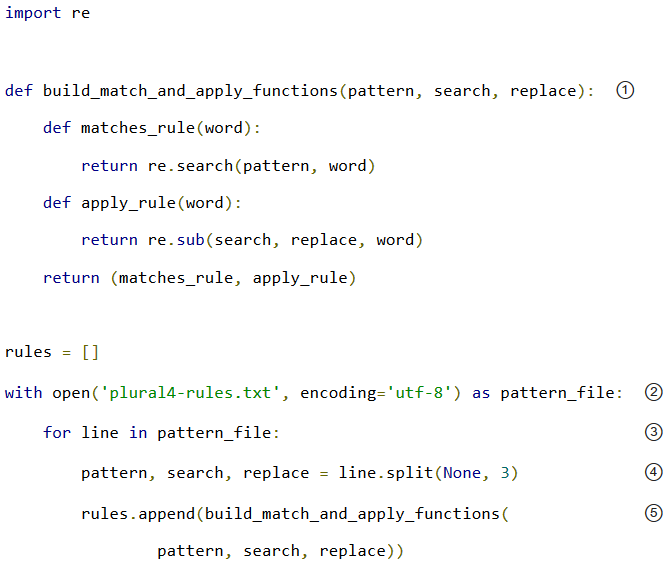 import re
def build_match_and_apply_functions(pattern, search, replace): ①
    def matches_rule(word):
        return re.search(pattern, word)
    def apply_rule(word):
        return re.sub(search, replace, word)
    return (matches_rule, apply_rule)
rules = []
with open('plural4-rules.txt', encoding='utf-8') as pattern_file: ②
    for line in pattern_file: ③
        pattern, search, replace = line.split(None, 3) ④
        rules.append(build_match_and_apply_functions( ⑤
                pattern, search, replace))